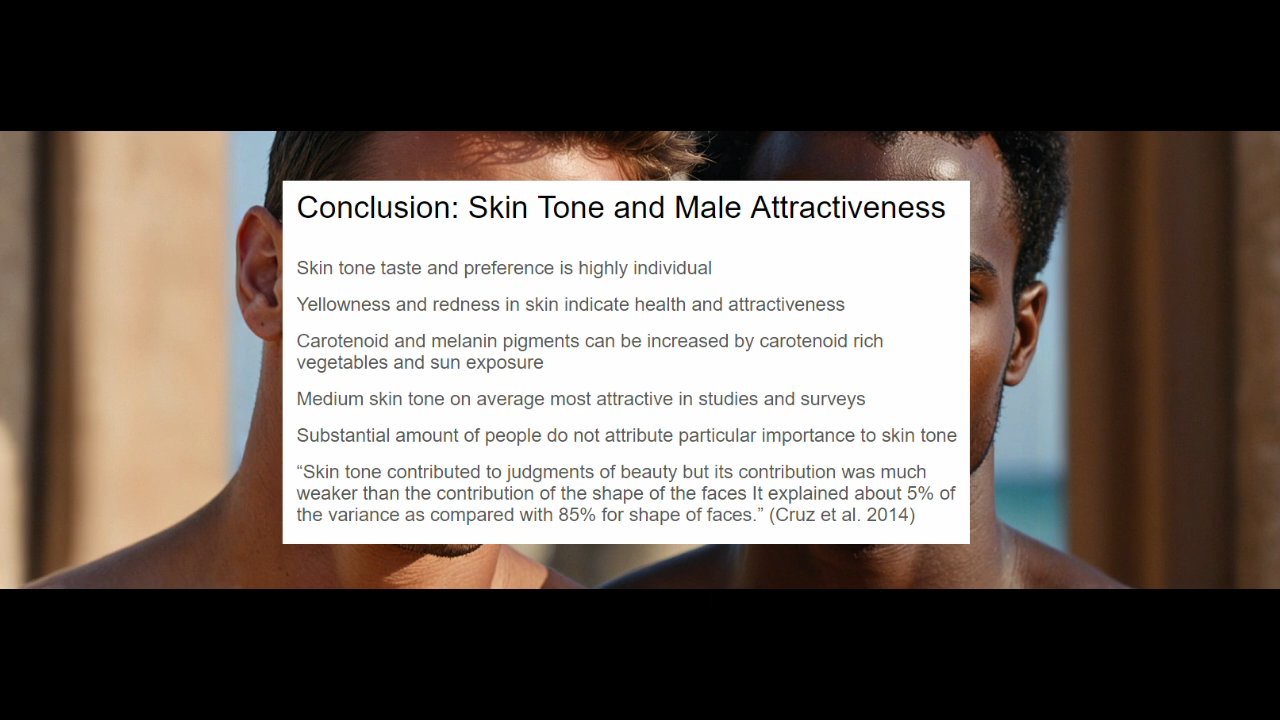 Conclusion: Skin Tone and Male Attractiveness
Skin tone taste and preference is highly individual
Yellowness and redness in skin indicate health and attractiveness
Carotenoid and melanin pigments can be increased by carotenoid rich
vegetables and sun exposure
Medium skin tone on average most attractive in studies and surveys
Substantial amount of people do not attribute particular importance to skin tone
“Skin tone contributed to judgments of beauty but its contribution was much
weaker than the contribution of the shape of the faces It explained about 5% of
the variance as compared with 85% for shape of faces.” (Cruz et al. 2014)